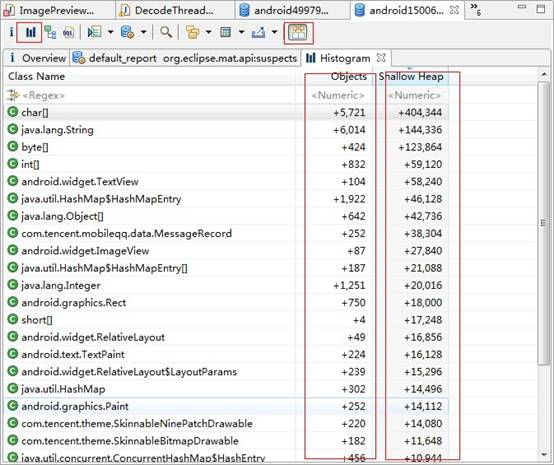 ImagePreview... DecodeThread... android49979... android15006... »6
i Overview default_report org.eclipse.mat.api:suspects Histogram
Class Name Objects Shallow Heap
<Regex> <Numeric> <Numeric>
char[] +5,721 +404,344
java.lang.String +6,014 +144,336
byte[] +424 +123,864
int[] +832 +59,120
android.widget.TextView +104 +58,240
java.util.HashMap$HashMapEntry +1,922 +46,128
java.lang.Object[] +642 +42,736
com.tencent.mobileqq.data.MessageRecord +252 +38,304
android.widget.ImageView +87 +27,840
java.util.HashMap$HashMapEntry[] +187 +21,088
java.lang.Integer +1,251 +20,016
android.graphics.Rect +750 +18,000
short[] +4 +17,248
android.widget.RelativeLayout +49 +16,856
android.text.TextPaint +224 +16,128
android.widget.RelativeLayout$LayoutParams +239 +15,296
java.util.HashMap +302 +14,496
android.graphics.Paint +252 +14,112
com.tencent.theme.SkinnableNinePatchDrawable +220 +14,080
com.tencent.theme.SkinnableBitmapDrawable +182 +11,648
java.util.concurrent.ConcurrentHashMap$HashEntry +456 +10,944